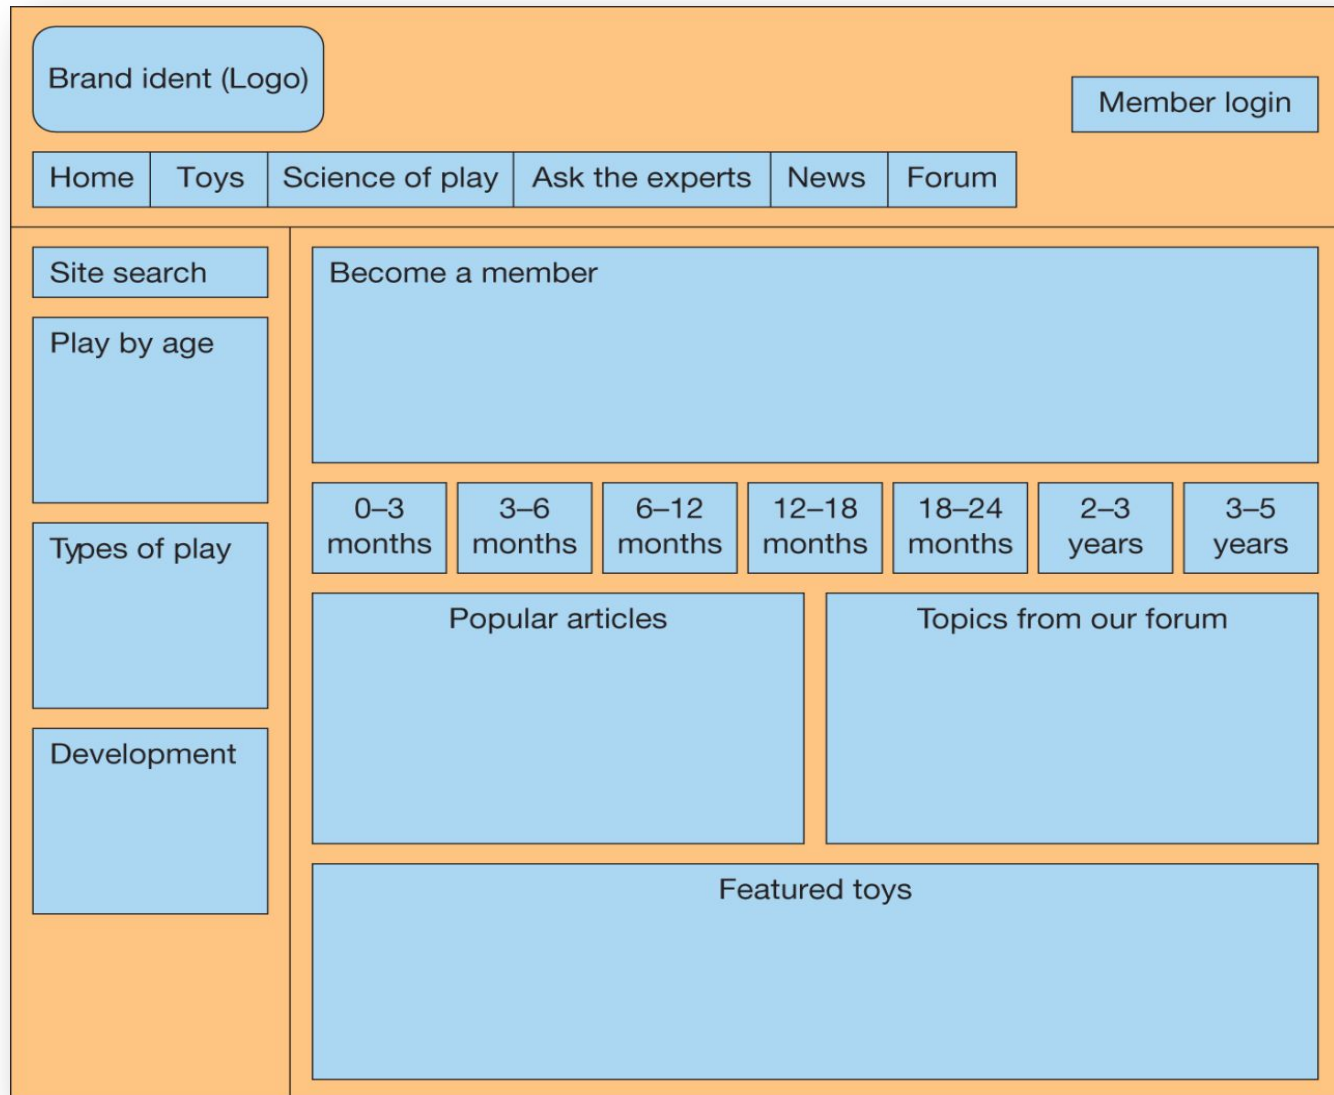 Brand ident (Logo)
Member login
Home
Toys
Science of play
Ask the experts
News
Forum
Site search
Play by age
Types of play
Development
Become a member
0–3
months
3–6
months
6–12
months
12–18
months
18–24
months
2–3
years
3–5
years
Popular articles
Topics from our forum
Featured toys